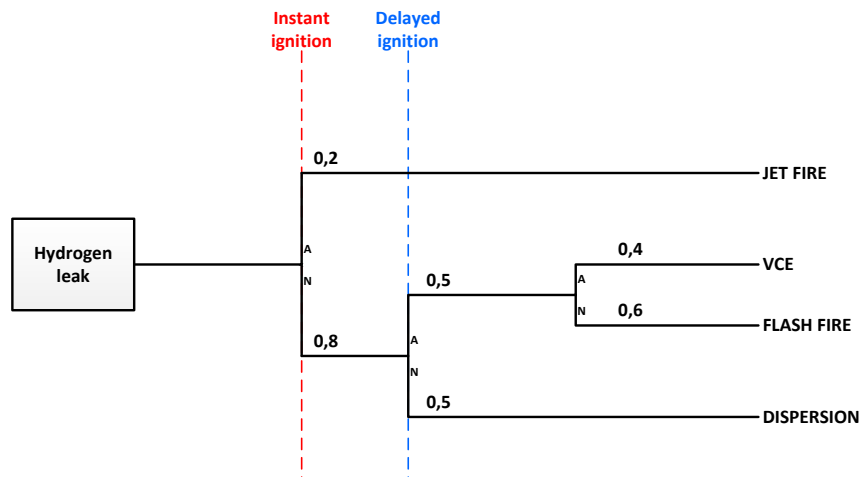 Instant
ignition
Delayed
ignition
0,2
JET FIRE
Hydrogen
leak
A
N
0,4
VCE
0,5
A
N
0,6
FLASH FIRE
0,8
A
N
0,5
DISPERSION